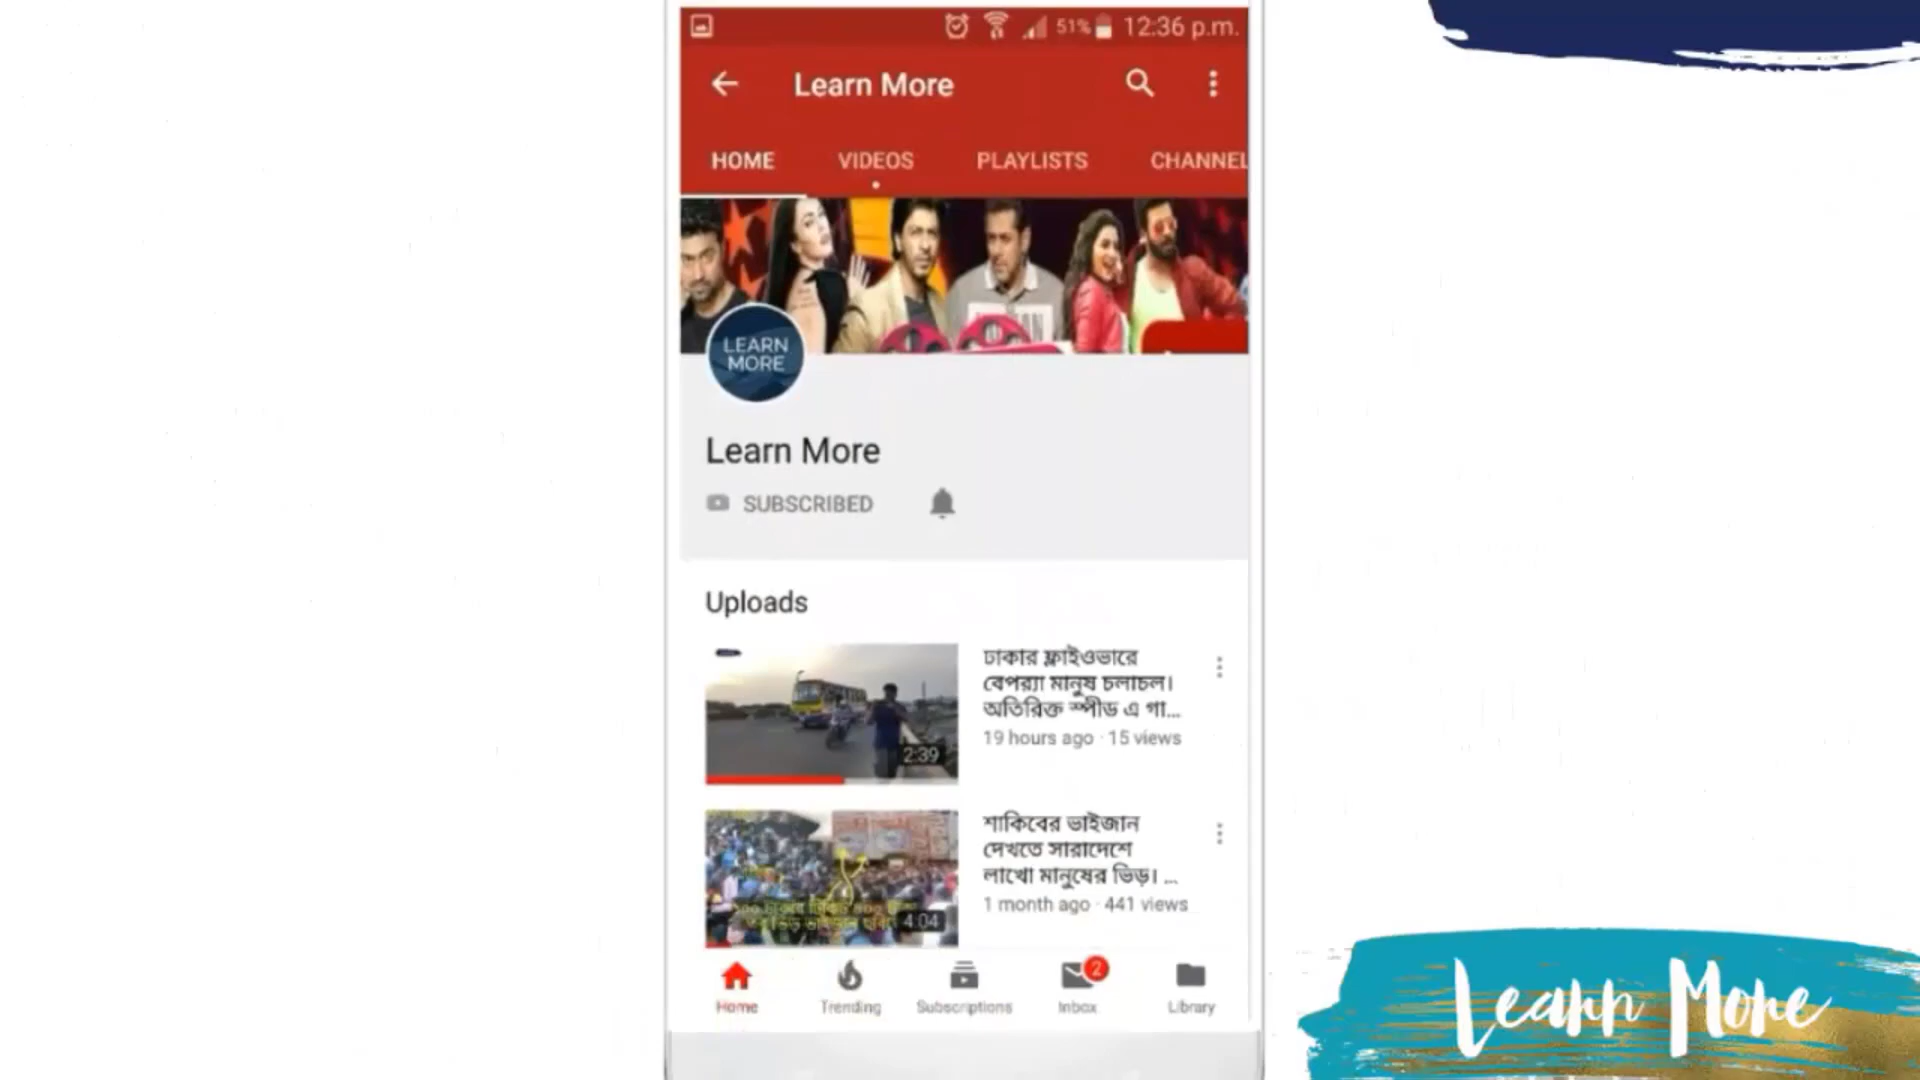 51% 12:36 p.m.
Learn More
HOME VIDEOS PLAYLISTS CHANNEL
LEARN
MORE
Learn More
SUBSCRIBED
Uploads
ঢাকার ফ্লাইওভারে
বেপর‍্যা মানুষ চলাচল।
অতিরিক্ত স্পীড এ গা...
19 hours ago · 15 views
2:39
শাকিবের ভাইজান
দেখতে সারাদেশে
লাখো মানুষের ভিড়। ...
1 month ago · 441 views
4:04
2
Home Trending Subscriptions Inbox Library
Learn More